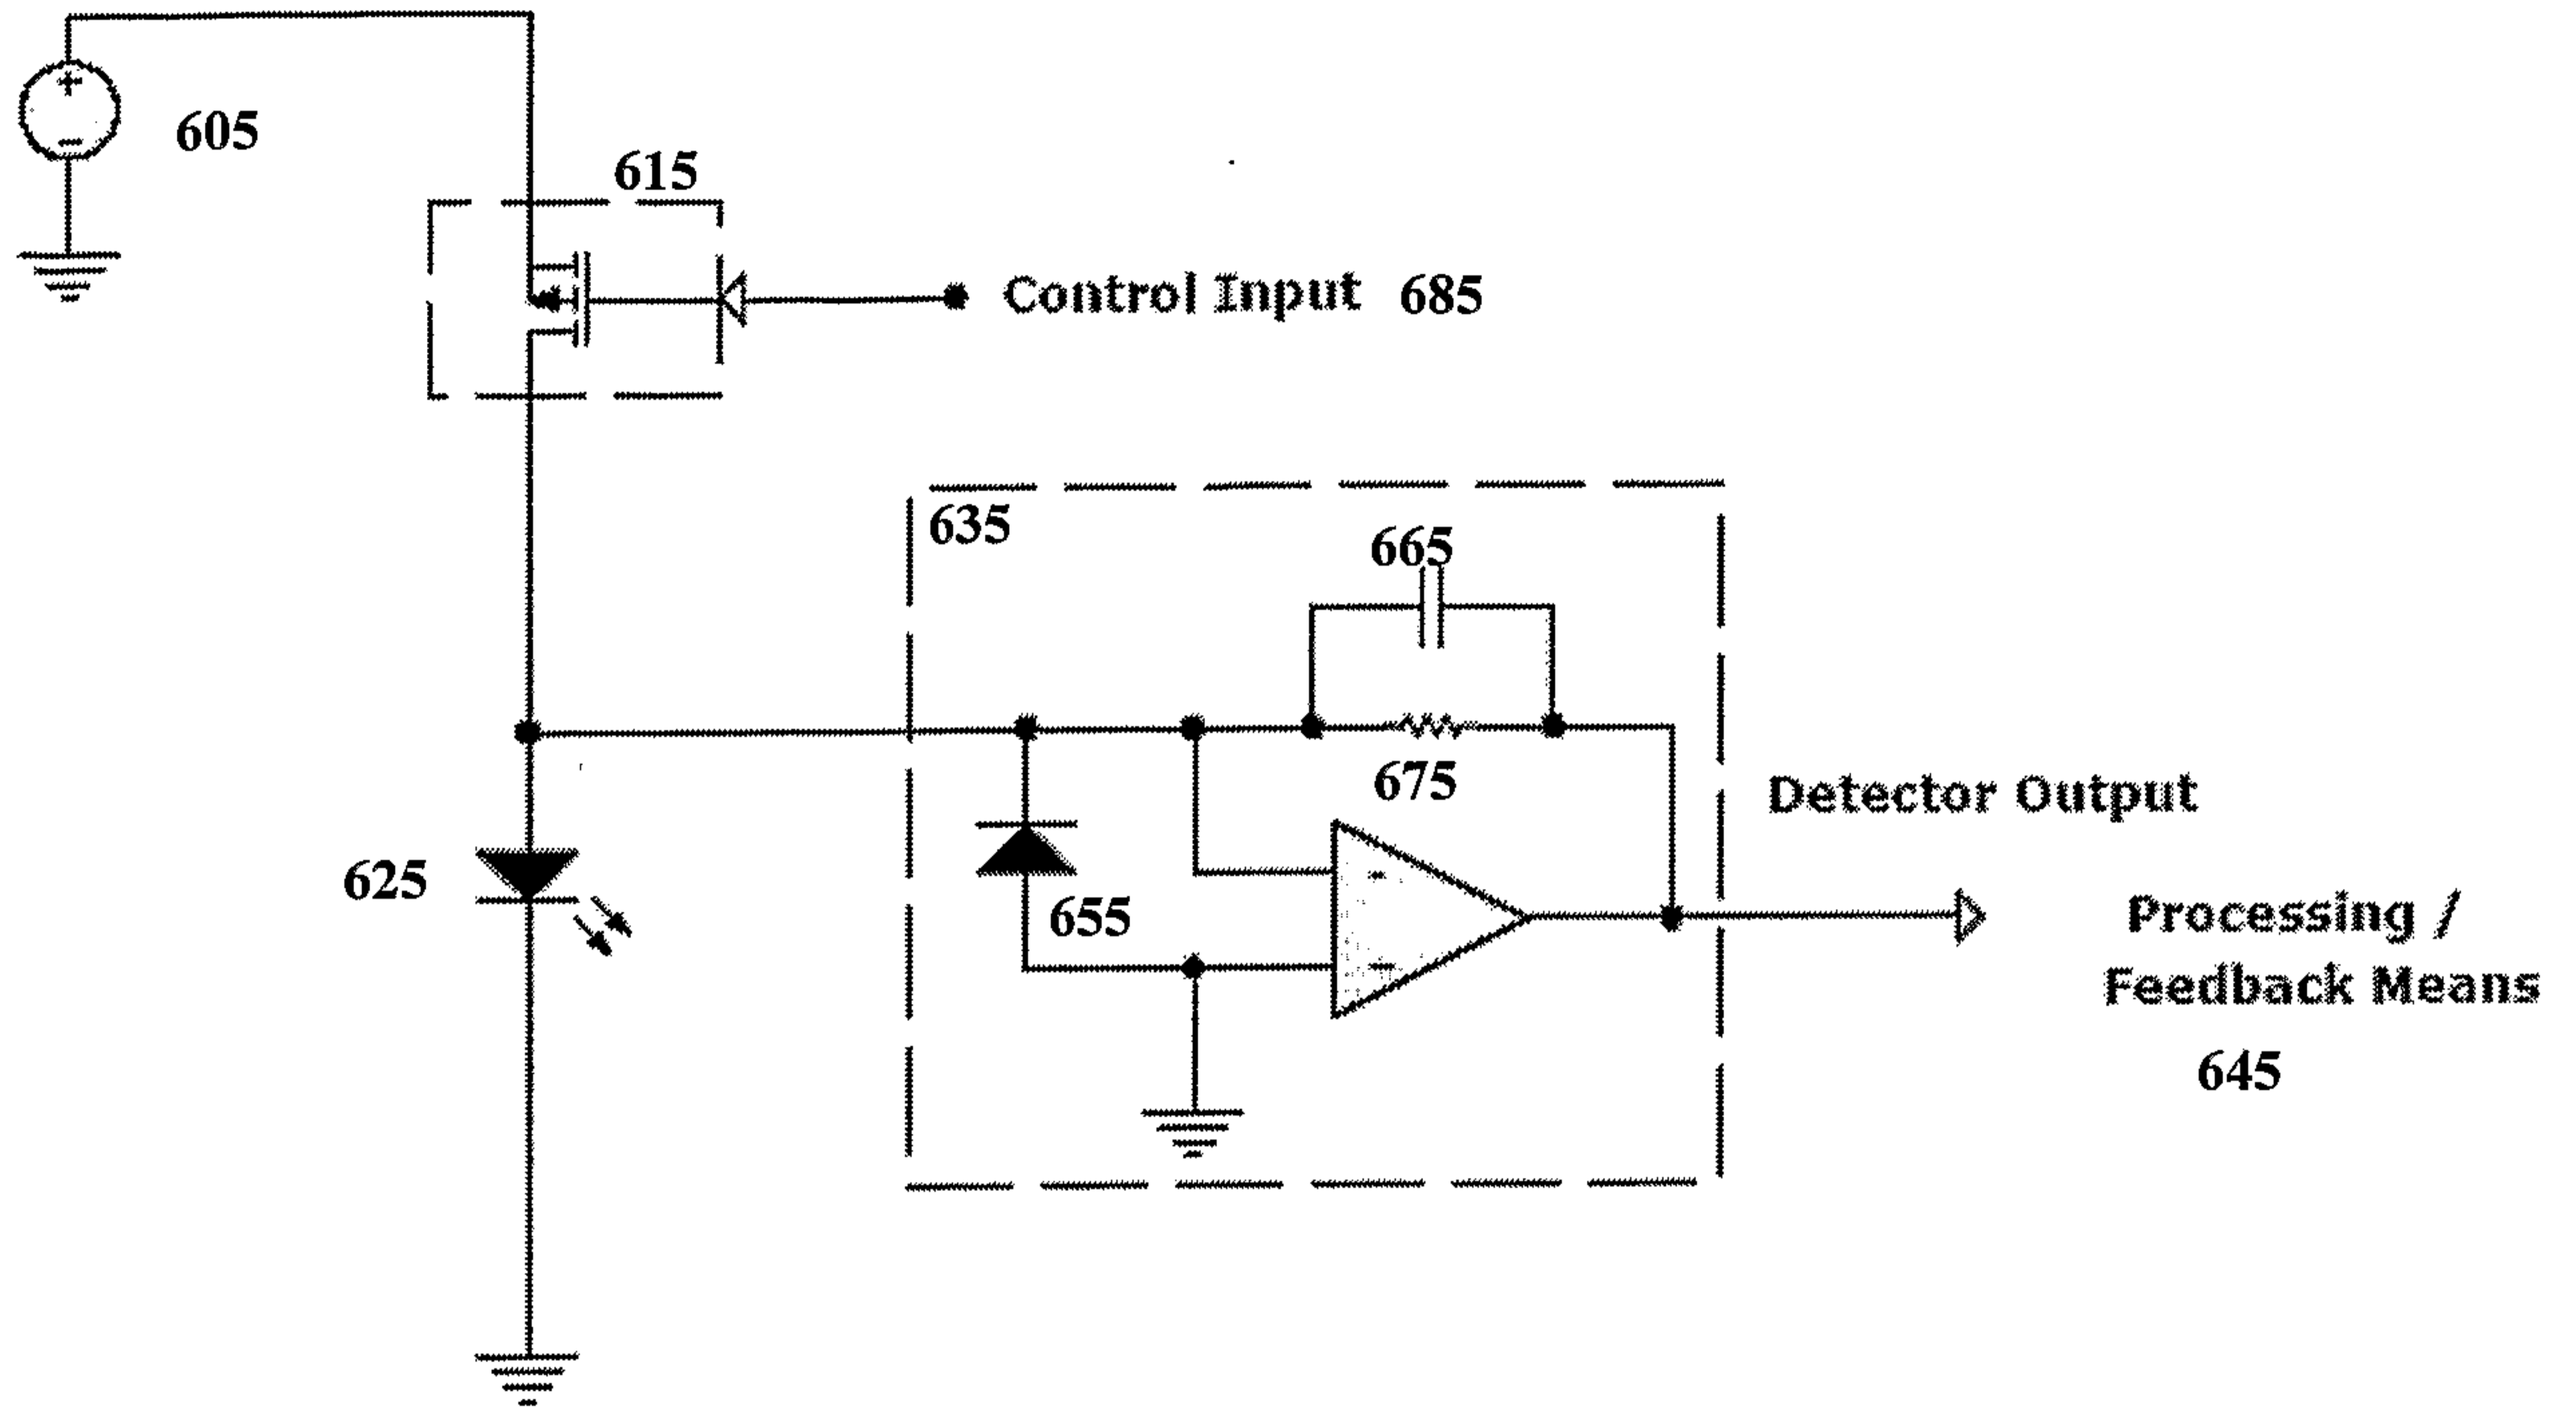 605
615
Control Input 685
635
665
675
Detector Output
625
655
Processing /
Feedback Means
645